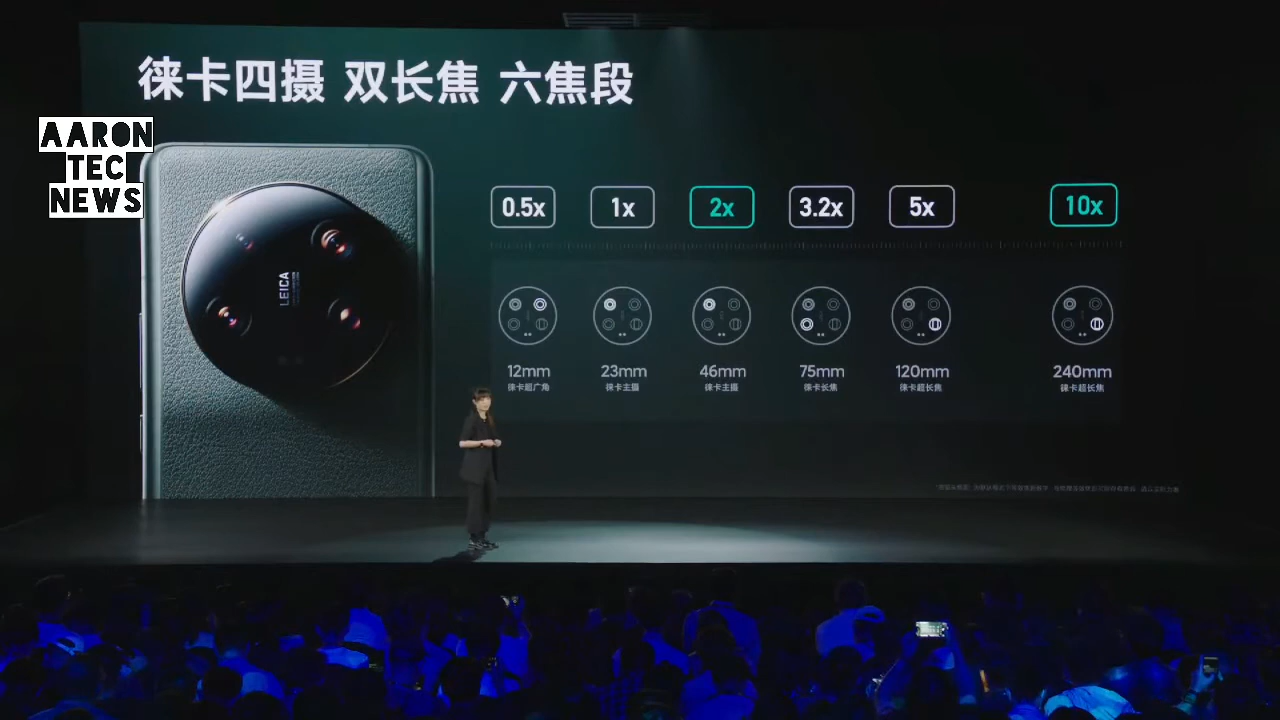 徕卡四摄 双长焦 六焦段
AARON
TEC
NEWS
0.5x 1x 2x 3.2x 5x 10x
LEICA
12mm 23mm 46mm 75mm 120mm 240mm
徕卡超广角 徕卡主摄 徕卡主摄 徕卡长焦 徕卡超长焦 徕卡超长焦